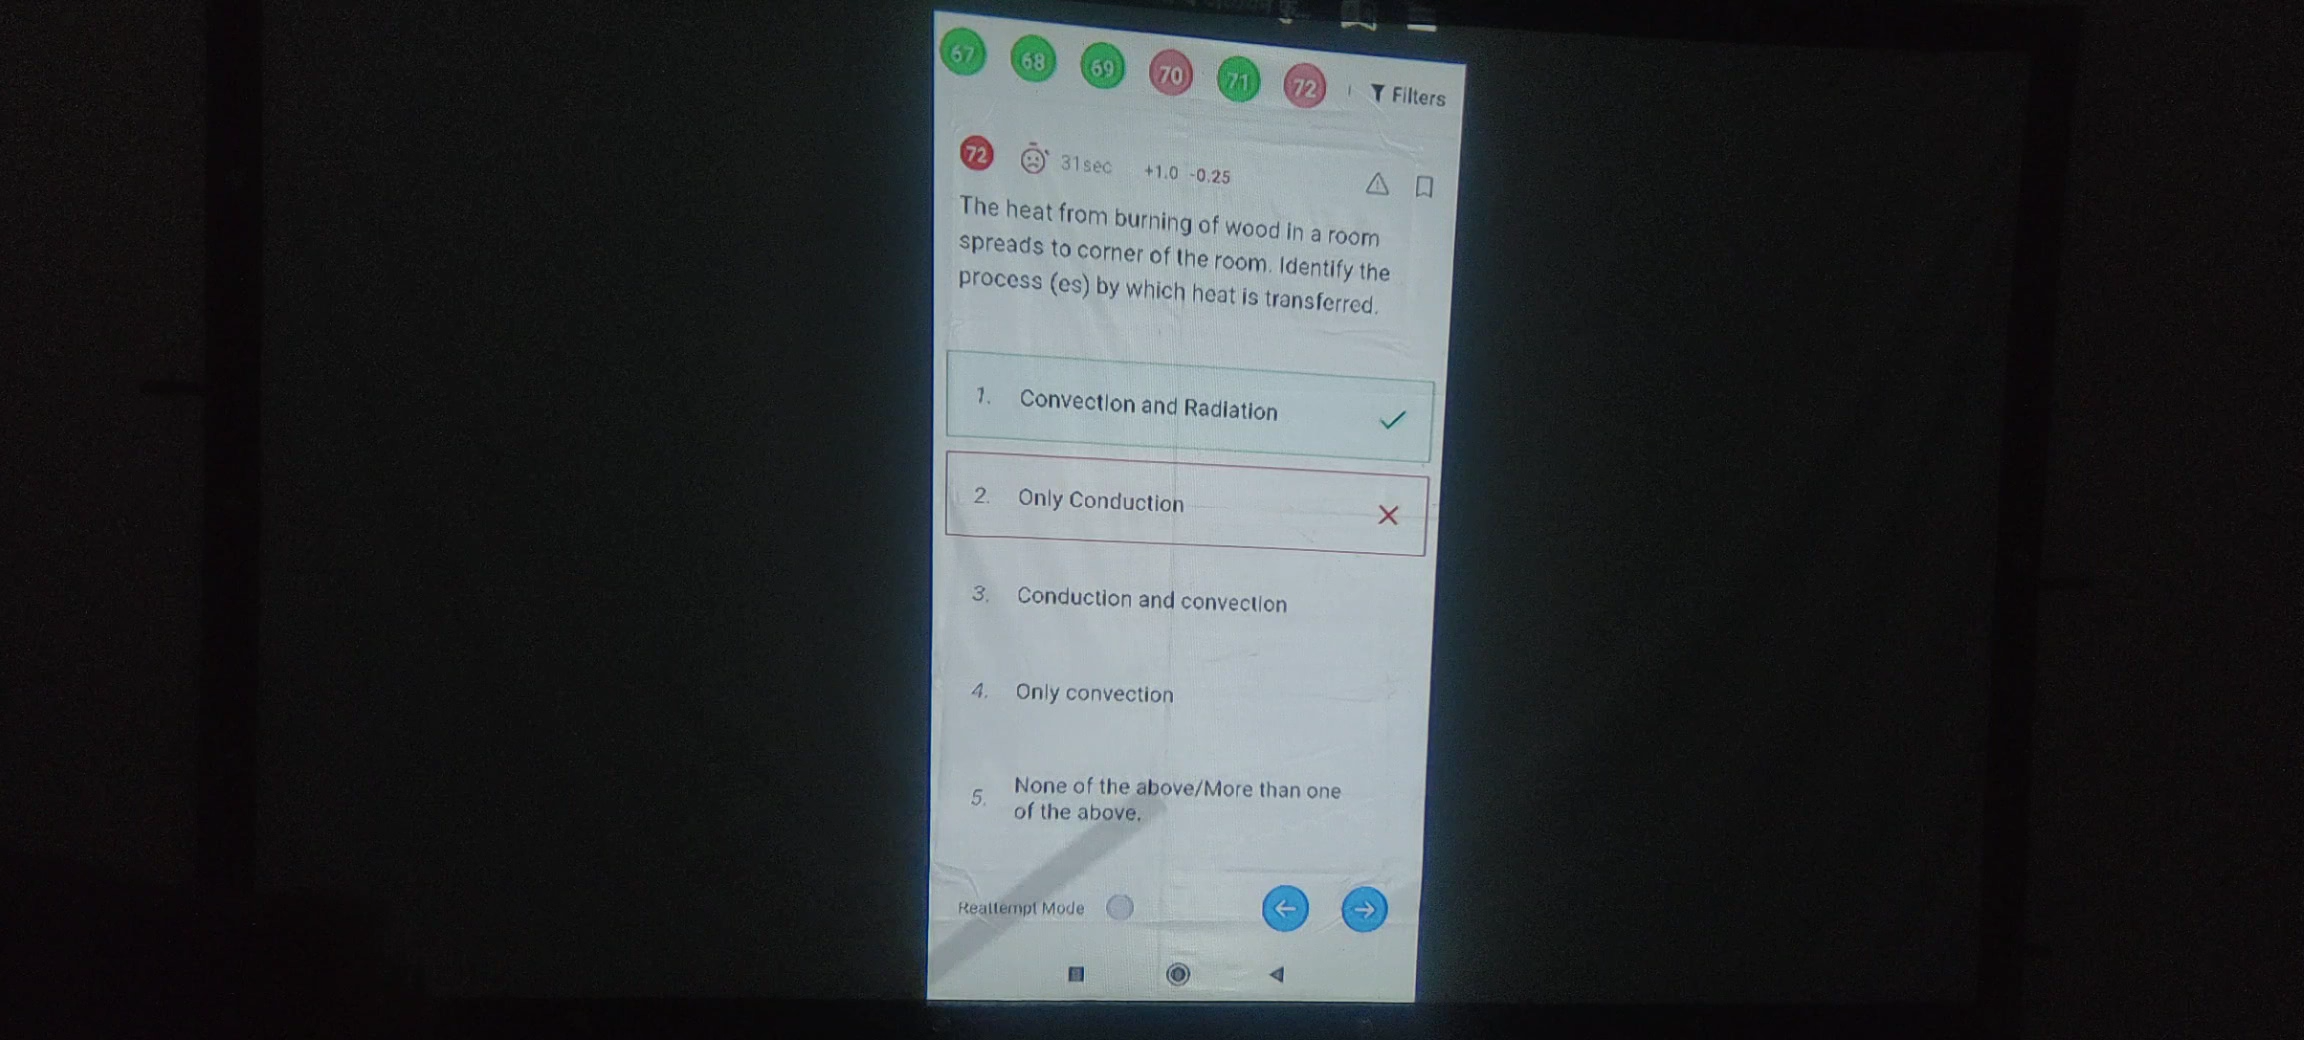 67 68 69 70 71 72 Filters
72 31sec +1.0 -0.25
The heat from burning of wood in a room
spreads to corner of the room. Identify the
process (es) by which heat is transferred.
1. Convection and Radiation
2. Only Conduction
3. Conduction and convection
4. Only convection
5. None of the above/More than one
of the above.
Reattempt Mode